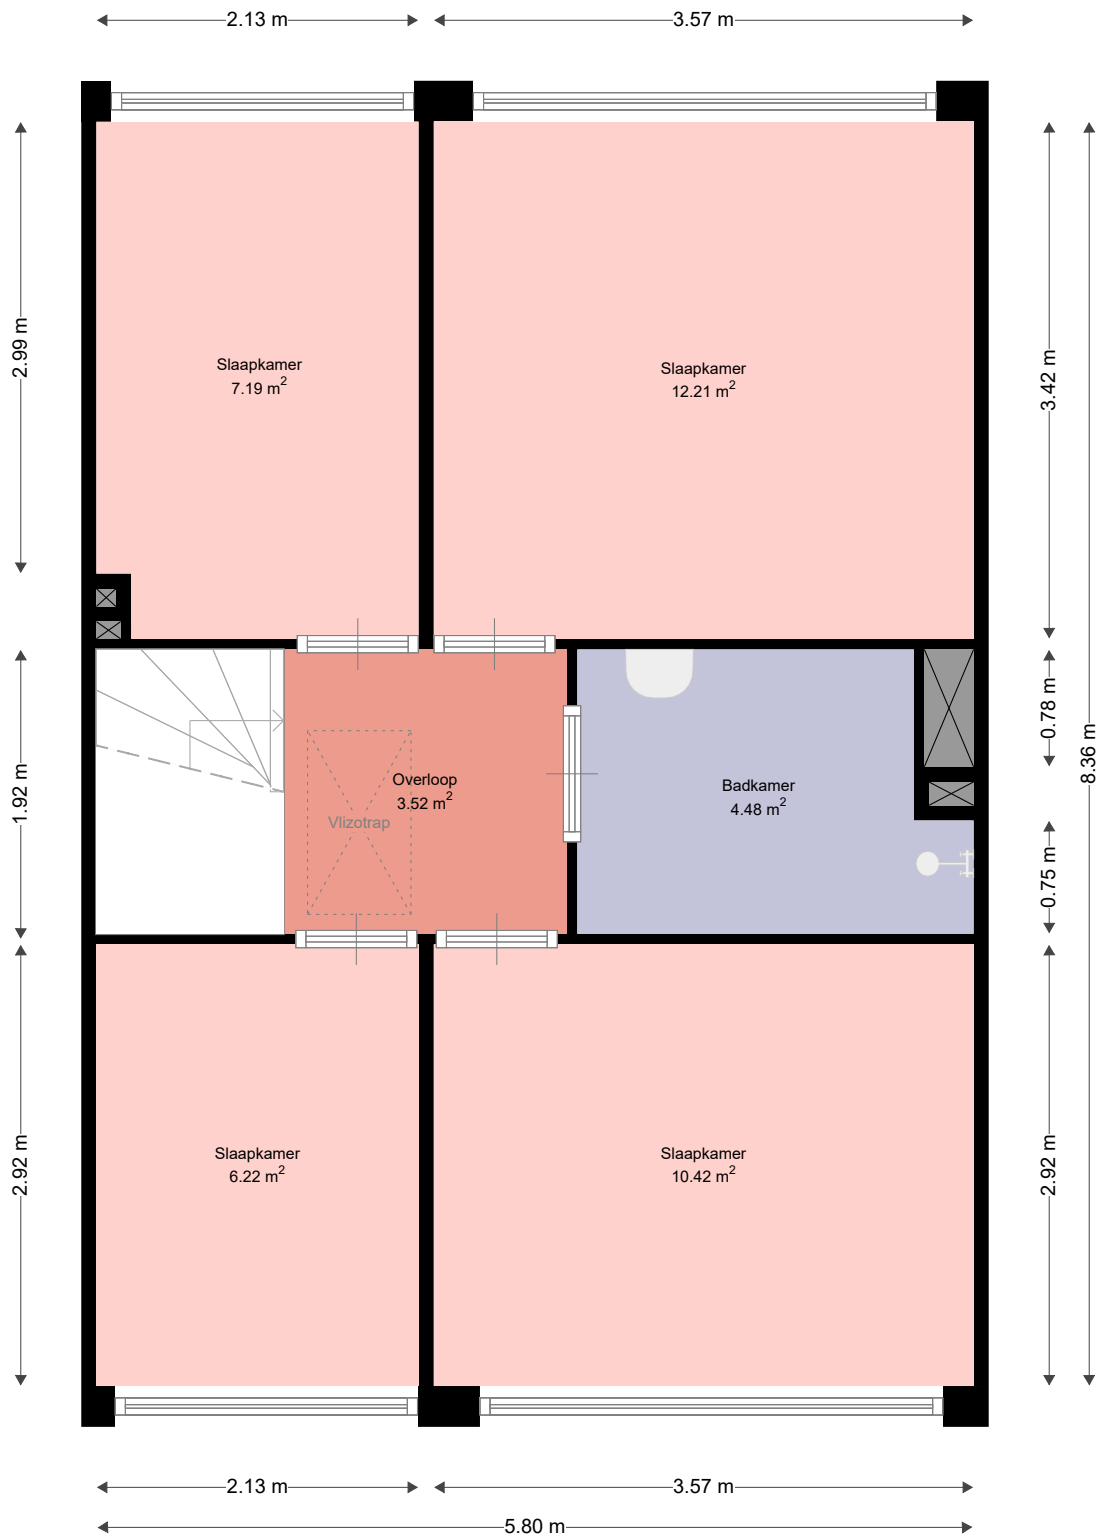 2.13 m
3.57 m
2.99 m
3.42 m
Slaapkamer
7.19 m²
Slaapkamer
12.21 m²
0.78 m
8.36 m
1.92 m
Overloop
3.52 m²
Vlizotrap
Badkamer
4.48 m²
0.75 m
2.92 m
2.92 m
Slaapkamer
6.22 m²
Slaapkamer
10.42 m²
2.13 m
3.57 m
5.80 m